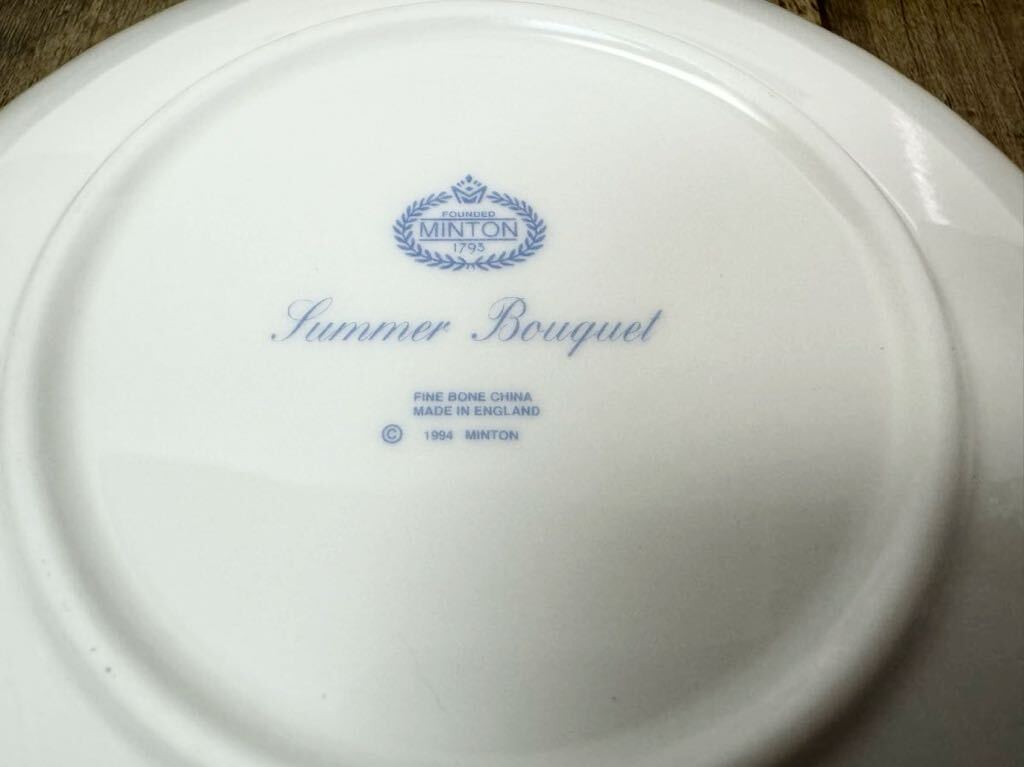 FOUNDED
MINTON
1793
Summer Bouquet
FINE BONE CHINA
MADE IN ENGLAND
© 1994 MINTON